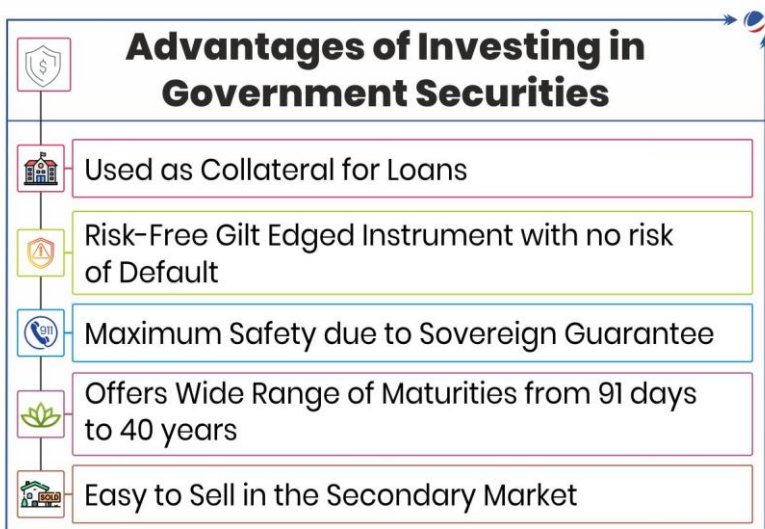 Advantages of Investing in
Government Securities
Used as Collateral for Loans
Risk-Free Gilt Edged Instrument with no risk
of Default
911
Maximum Safety due to Sovereign Guarantee
Offers Wide Range of Maturities from 91 days
to 40 years
SOLD
Easy to Sell in the Secondary Market